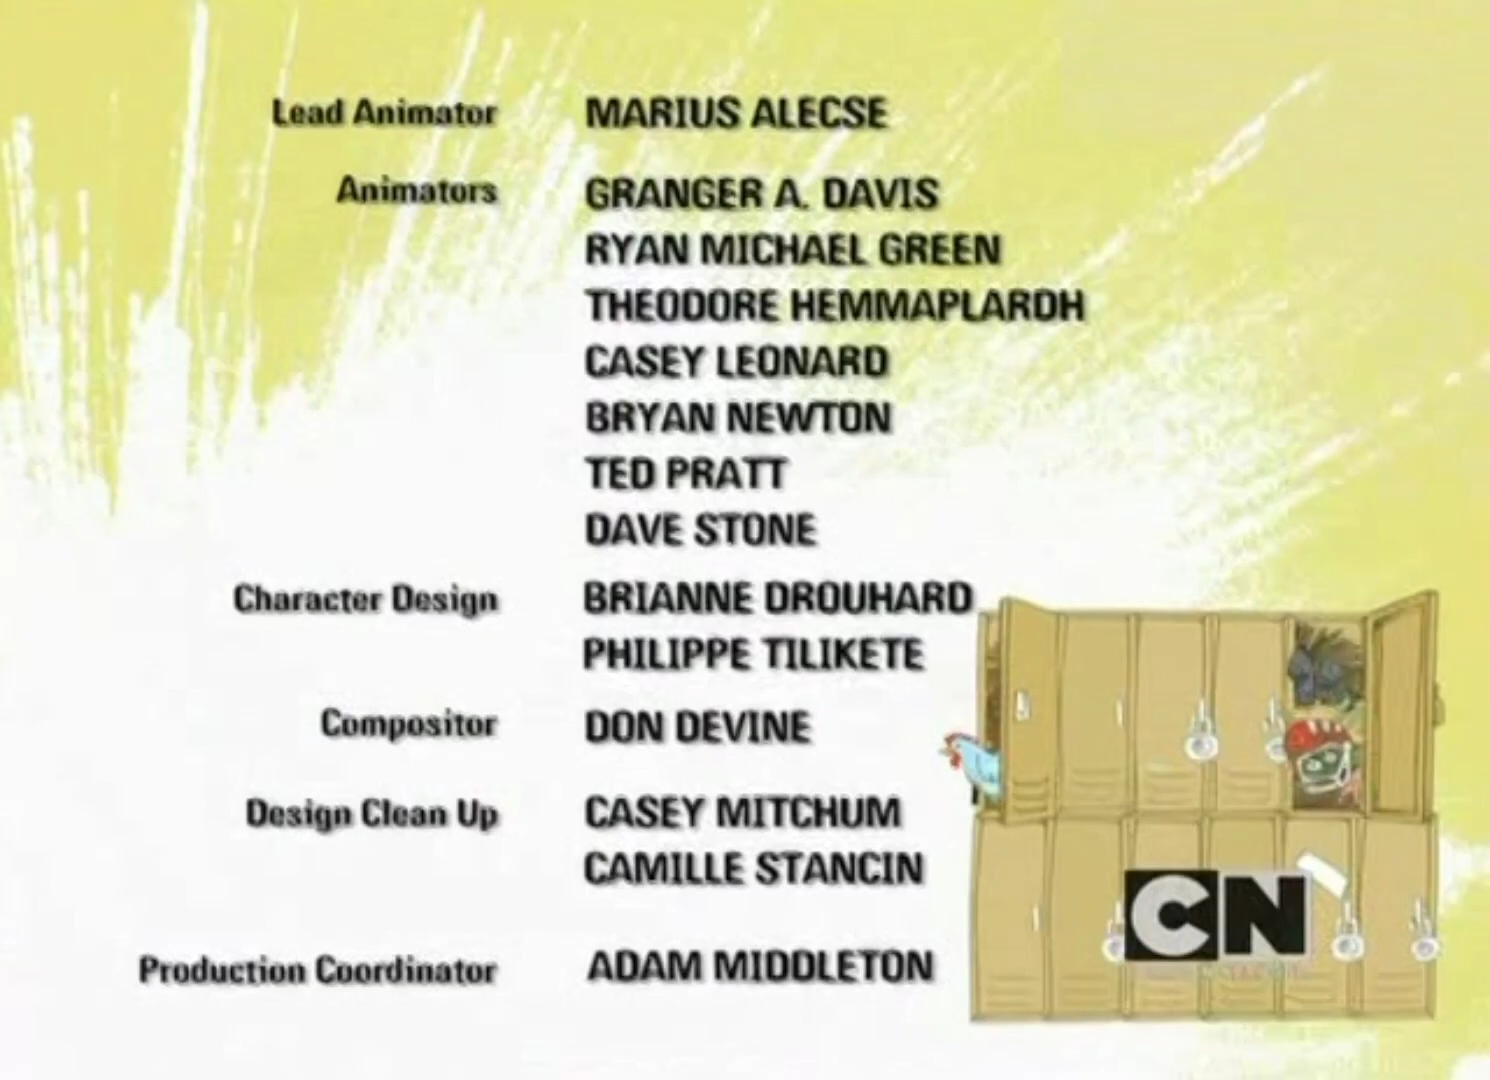 Lead Animator MARIUS ALECSE
Animators GRANGER A. DAVIS
RYAN MICHAEL GREEN
THEODORE HEMMAPLARDH
CASEY LEONARD
BRYAN NEWTON
TED PRATT
DAVE STONE
Character Design BRIANNE DROUHARD
PHILIPPE TILIKETE
Compositor DON DEVINE
Design Clean Up CASEY MITCHUM
CAMILLE STANCIN
Production Coordinator ADAM MIDDLETON
CN